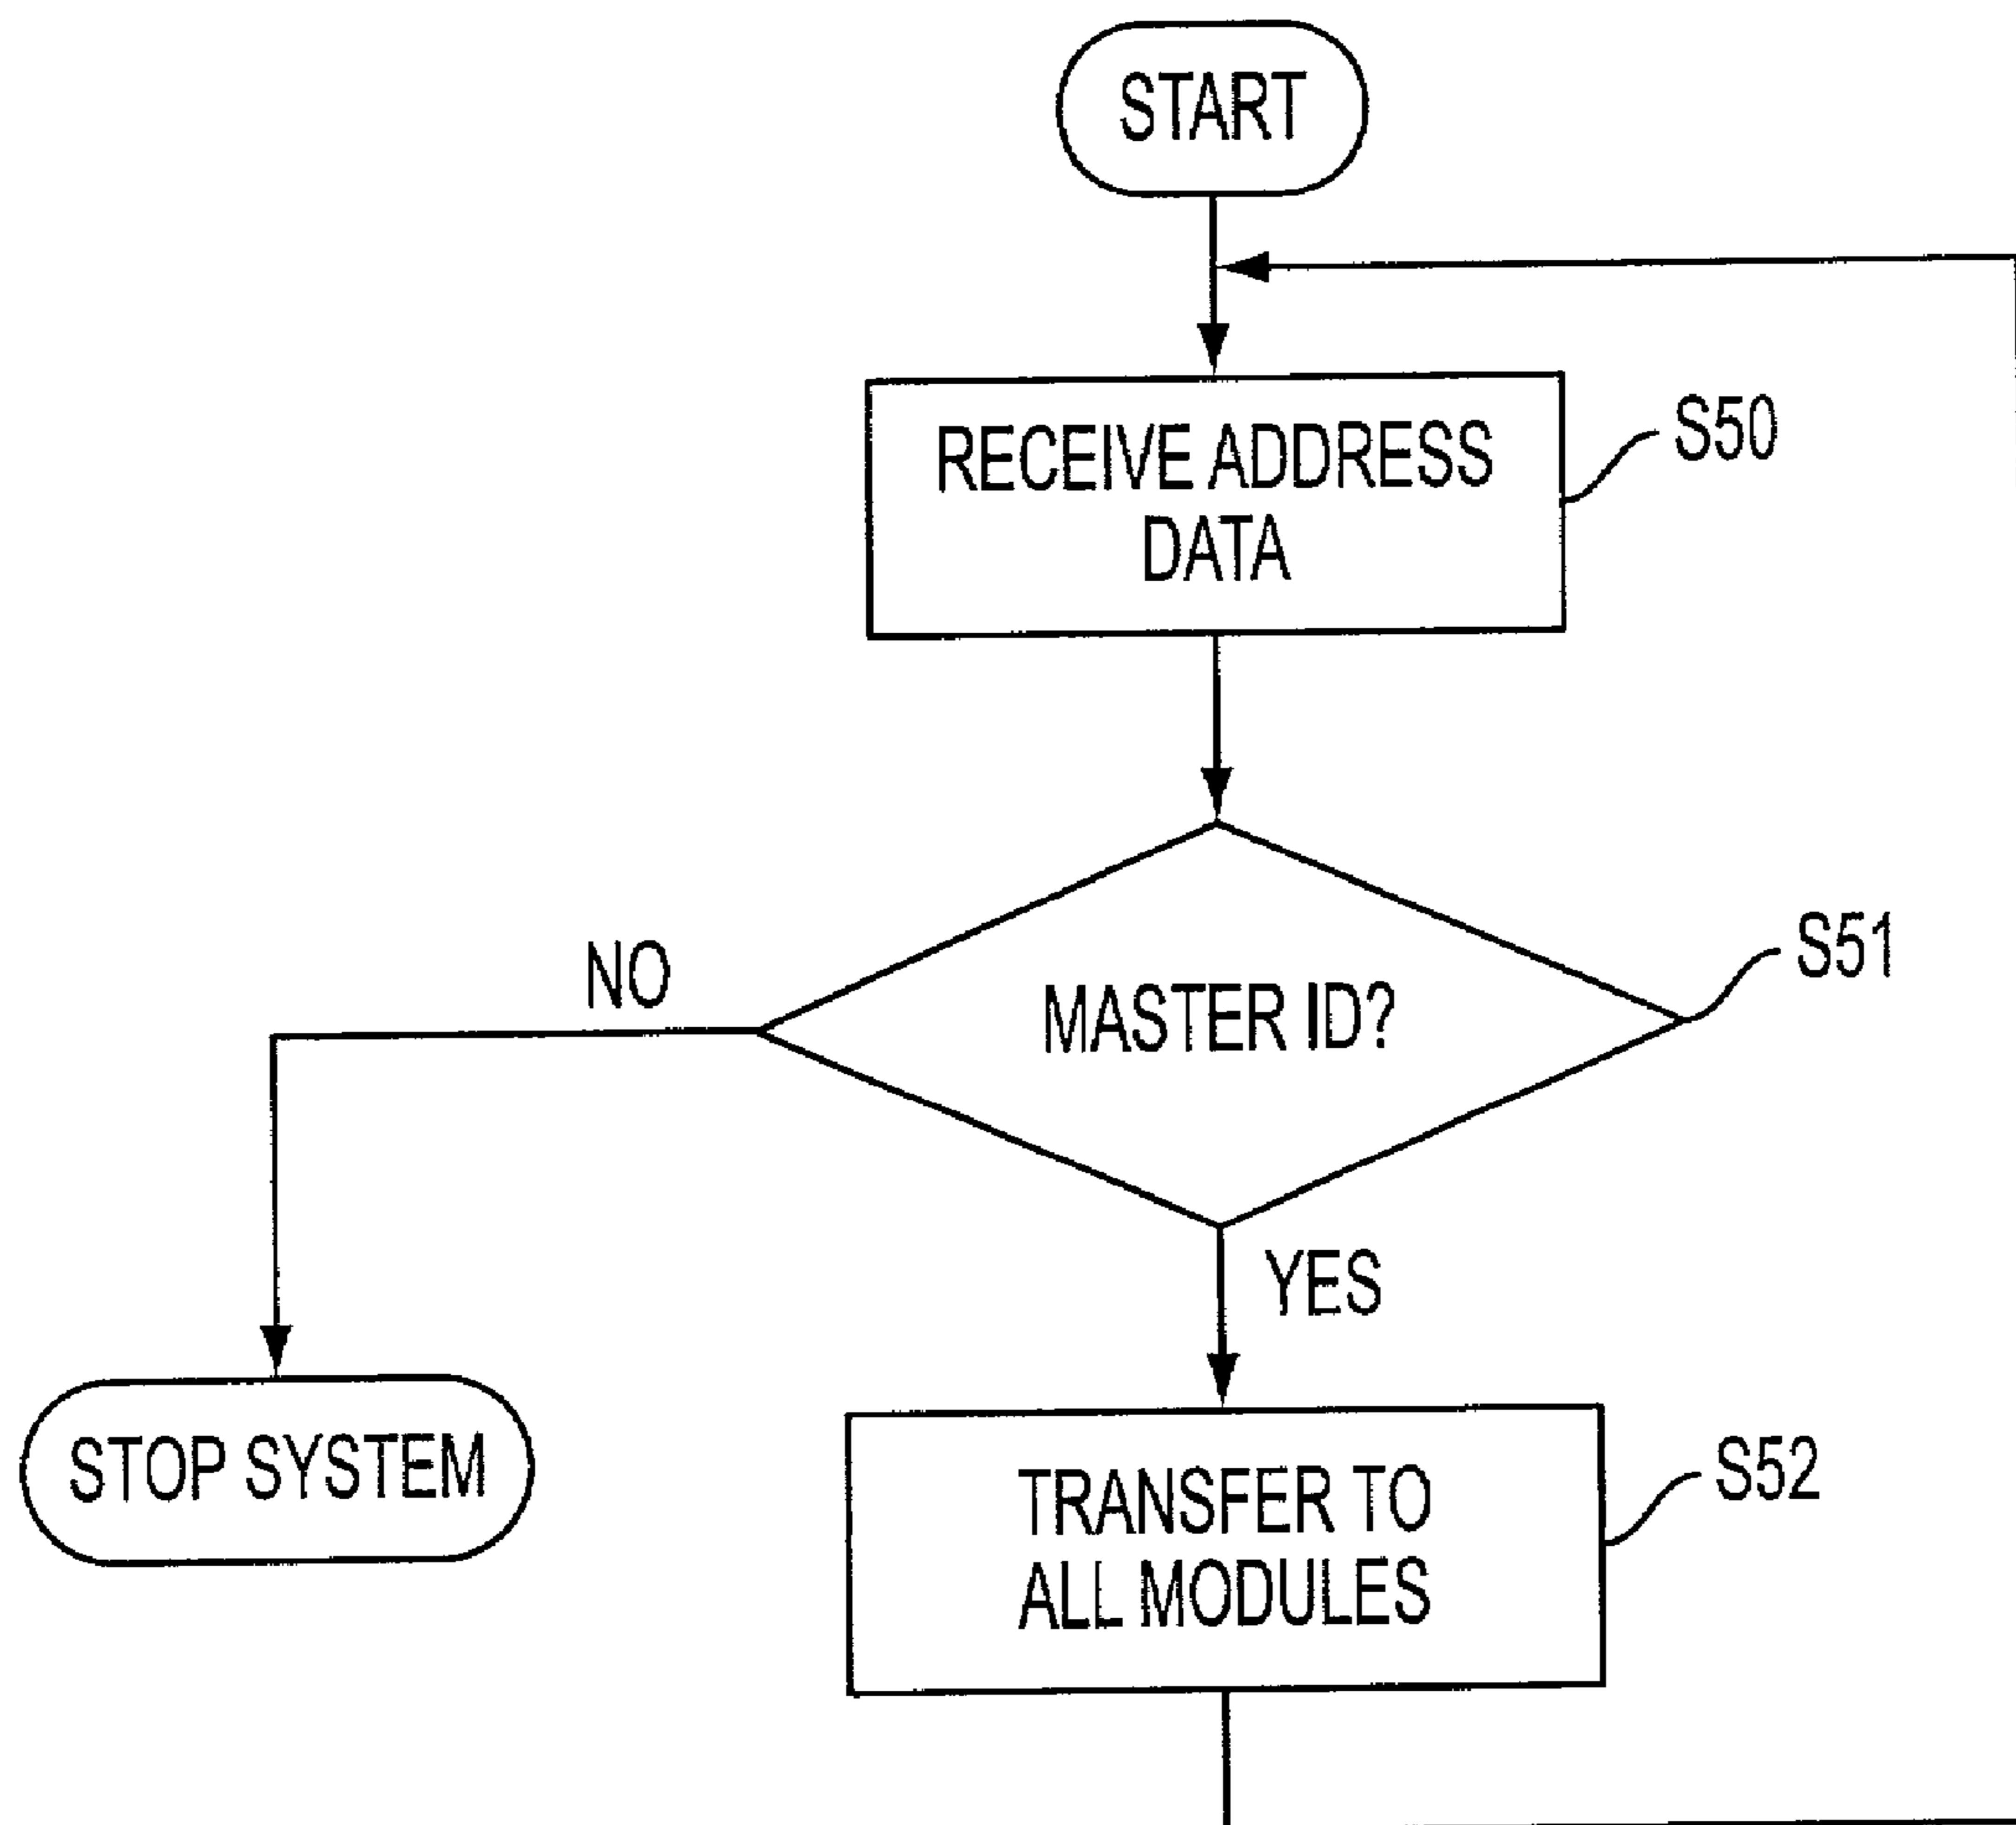 START
RECEIVE ADDRESS
DATA
S50
MASTER ID?
S51
NO
YES
STOP SYSTEM
TRANSFER TO
ALL MODULES
S52